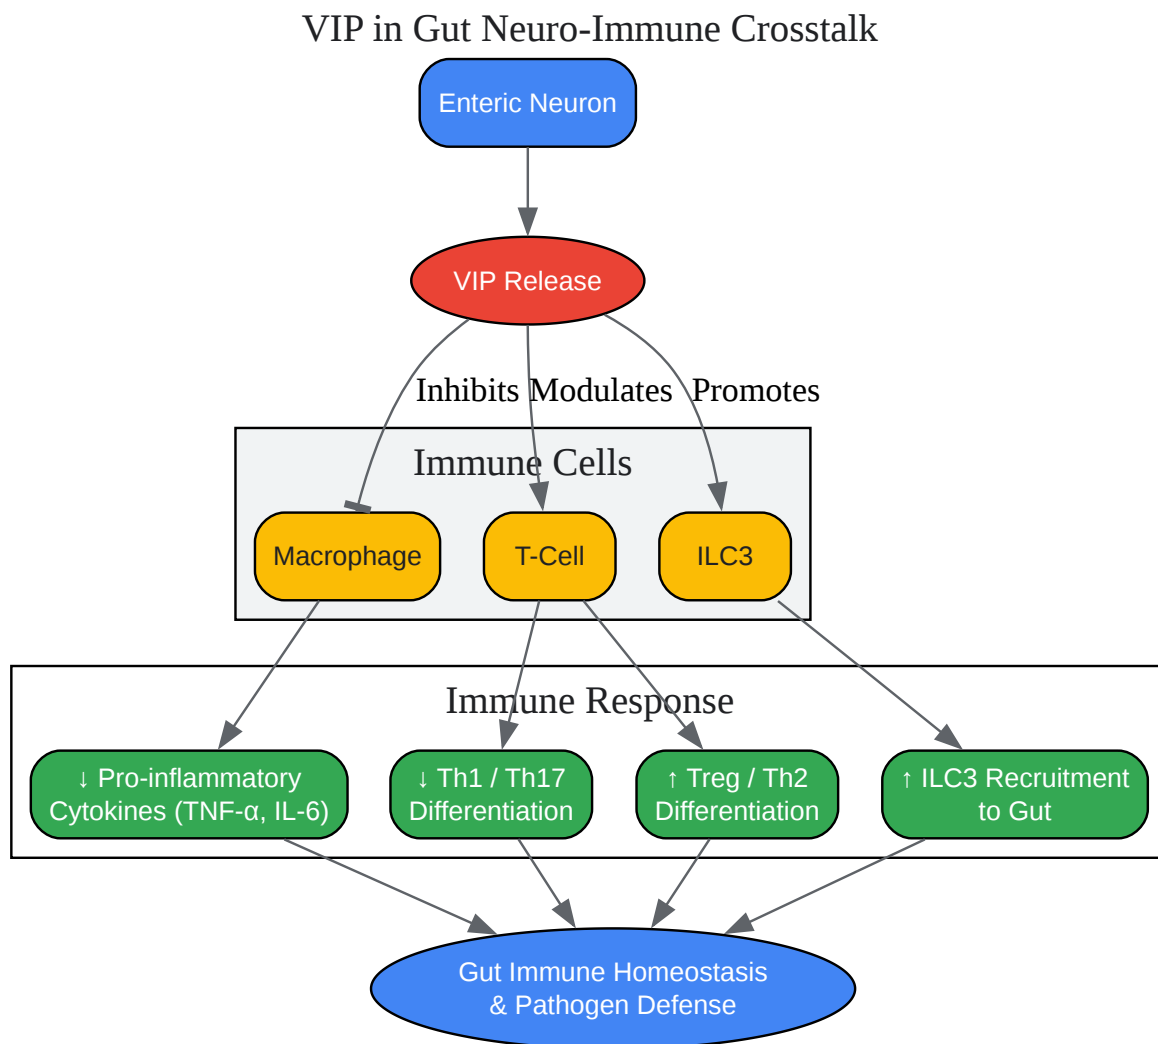 VIP in Gut Neuro-Immune Crosstalk
Enteric Neuron
VIP Release
Inhibits
Modulates
Promotes
Immune Cells
Macrophage
T-Cell
ILC3
Immune Response
↓ Pro-inflammatory
Cytokines (TNF-α, IL-6)
↓ Th1 / Th17
Differentiation
↑ Treg / Th2
Differentiation
↑ ILC3 Recruitment
to Gut
Gut Immune Homeostasis
& Pathogen Defense